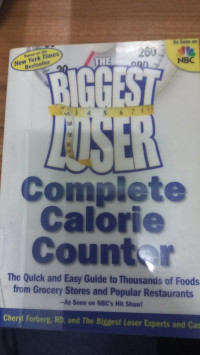 New York Times
Bestseller
260
As Seen on
NBC
THE
BIGGEST
LOSER
Complete
Calorie
Counter
The Quick and Easy Guide to Thousands of Foods
from Grocery Stores and Popular Restaurants
—As Seen on NBC's Hit Show!
Cheryl Forberg, RD, and The Biggest Loser Experts and Cas